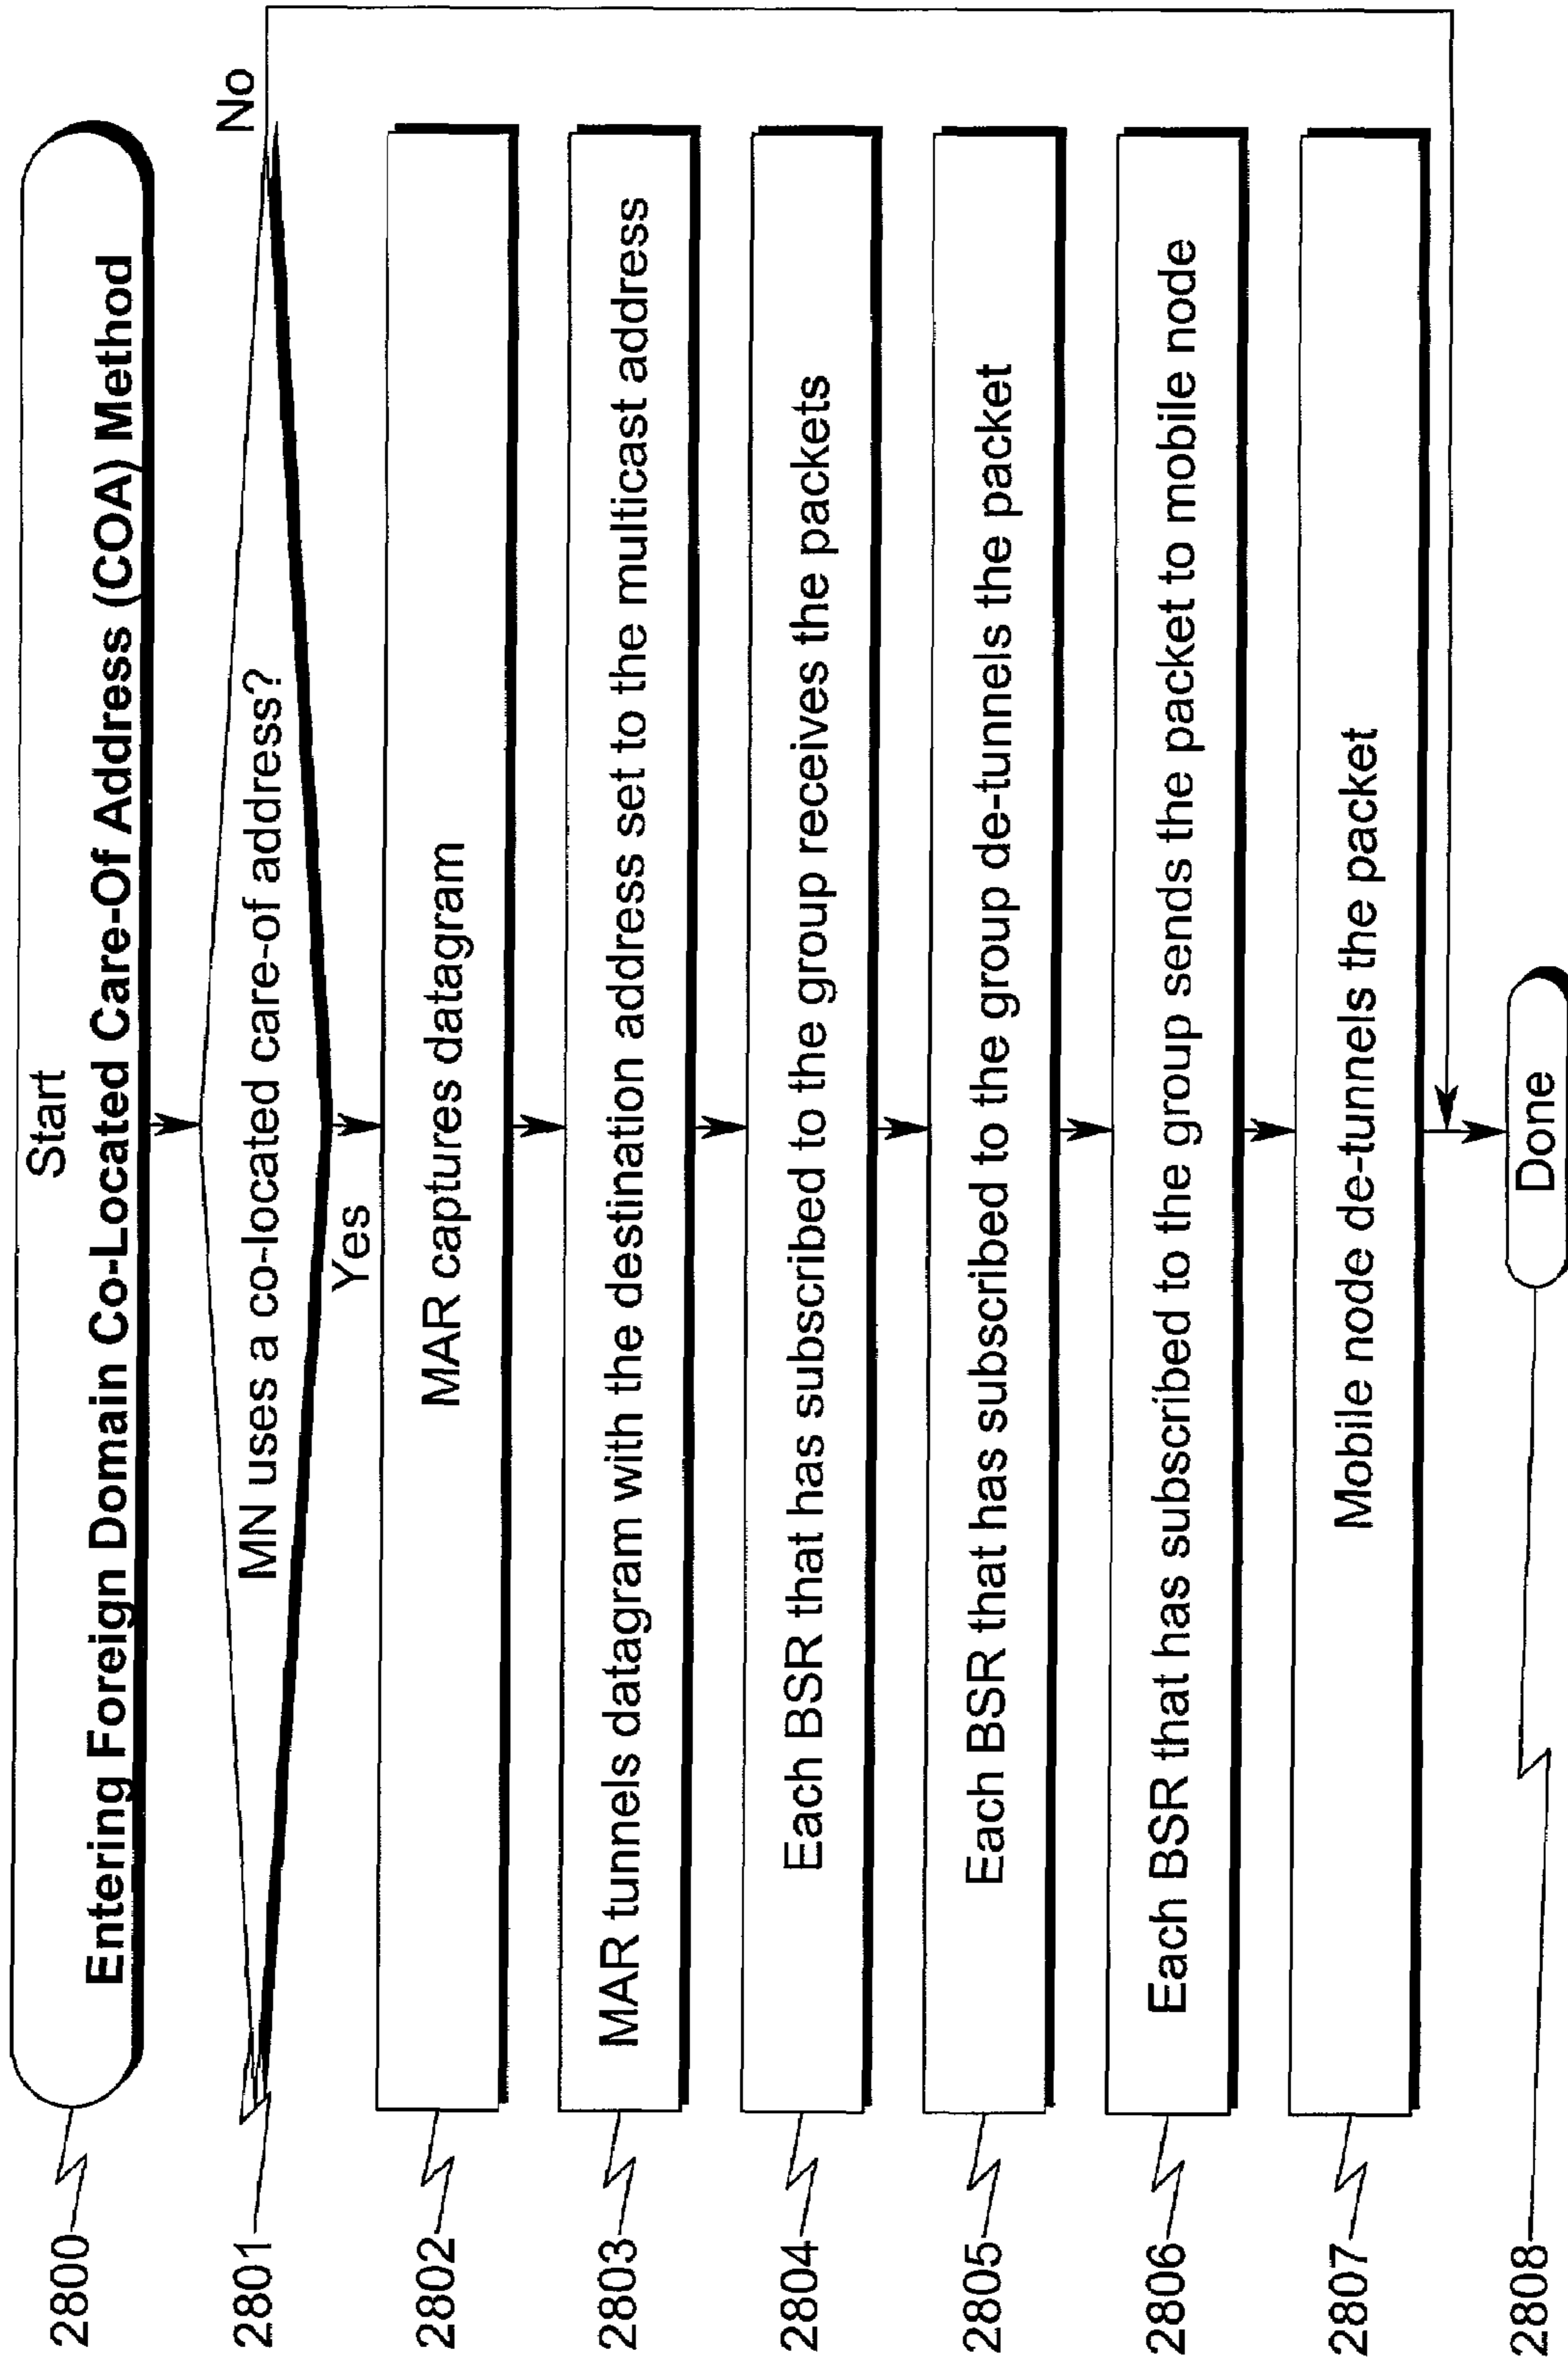 Start
2800
Entering Foreign Domain Co-Located Care-Of Address (COA) Method
No
2801
MN uses a co-located care-of address?
Yes
2802
MAR captures datagram
2803
MAR tunnels datagram with the destination address set to the multicast address
2804
Each BSR that has subscribed to the group receives the packets
2805
Each BSR that has subscribed to the group de-tunnels the packet
2806
Each BSR that has subscribed to the group sends the packet to mobile node
2807
Mobile node de-tunnels the packet
2808
Done